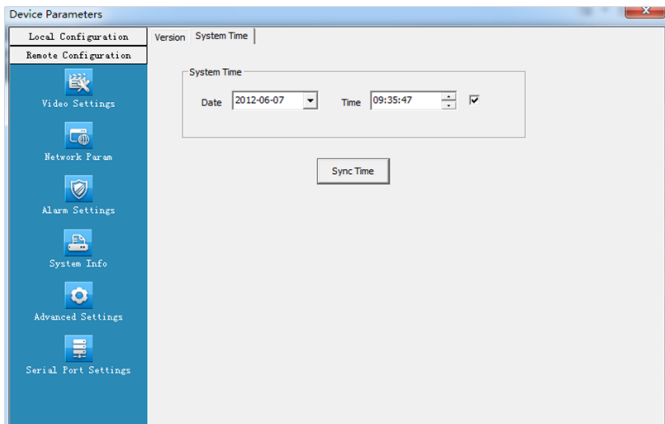 Device Parameters
Local Configuration
Remote Configuration
Video Settings
Network Param
Alarm Settings
System Info
Advanced Settings
Serial Port Settings
Version System Time
System Time
Date 2012-06-07 Time 09:35:47
Sync Time